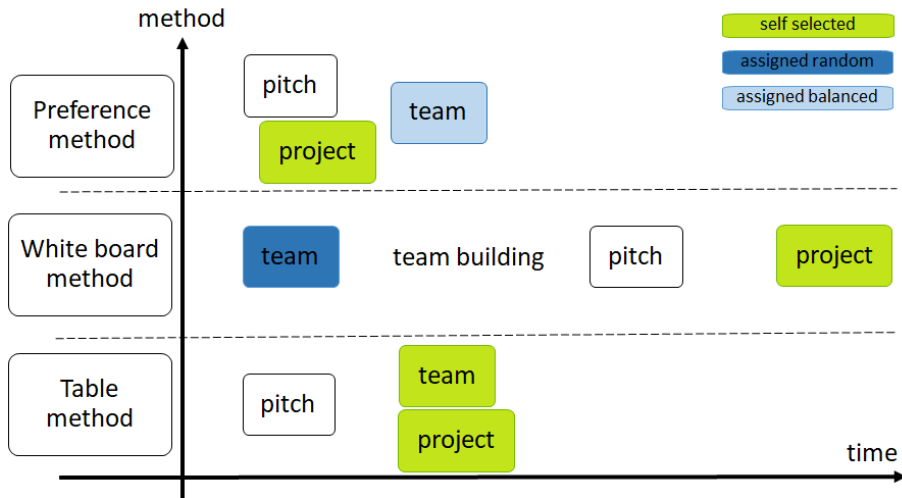 method
self selected
assigned random
assigned balanced
Preference
method
pitch
project
team
White board
method
team
team building
pitch
project
Table
method
pitch
team
project
time